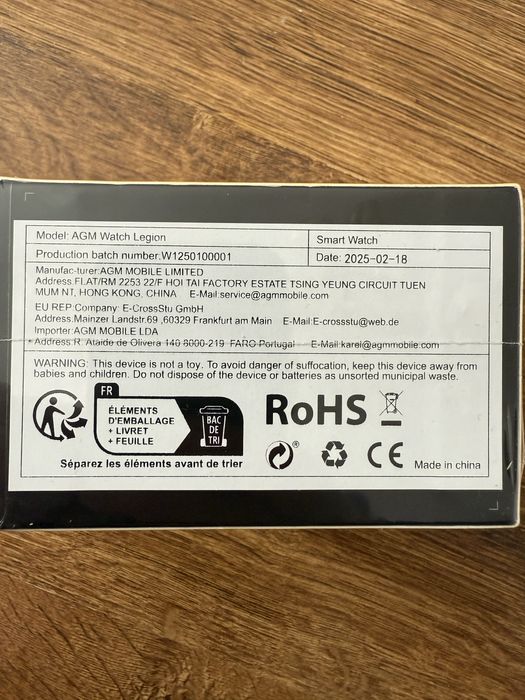 Model: AGM Watch Legion
Smart Watch
Production batch number:W1250100001
Date: 2025-02-18
Manufac-turer:AGM MOBILE LIMITED
Address:FLAT/RM 2253 22/F HOI TAI FACTORY ESTATE TSING YEUNG CIRCUIT TUEN
MUM NT, HONG KONG, CHINA E-Mail:service@agmmobile.com
EU REP:Company: E-CrossStu GmbH
Address:Mainzer Landstr.69 ,60329 Frankfurt am Main E-Mail:E-crossstu@web.de
Importer:AGM MOBILE LDA
Address:R. Ataide de Olivera 140 8000-219 FARO Portugal E-Mail:karei@agmmobile.com
WARNING: This device is not a toy. To avoid danger of suffocation, keep this device away from
babies and children. Do not dispose of the device or batteries as unsorted municipal waste.
FR
ÉLÉMENTS
D'EMBALLAGE
+ LIVRET
+ FEUILLE
BAC
DE
TRI
Séparez les éléments avant de trier
RoHS
CE
Made in china